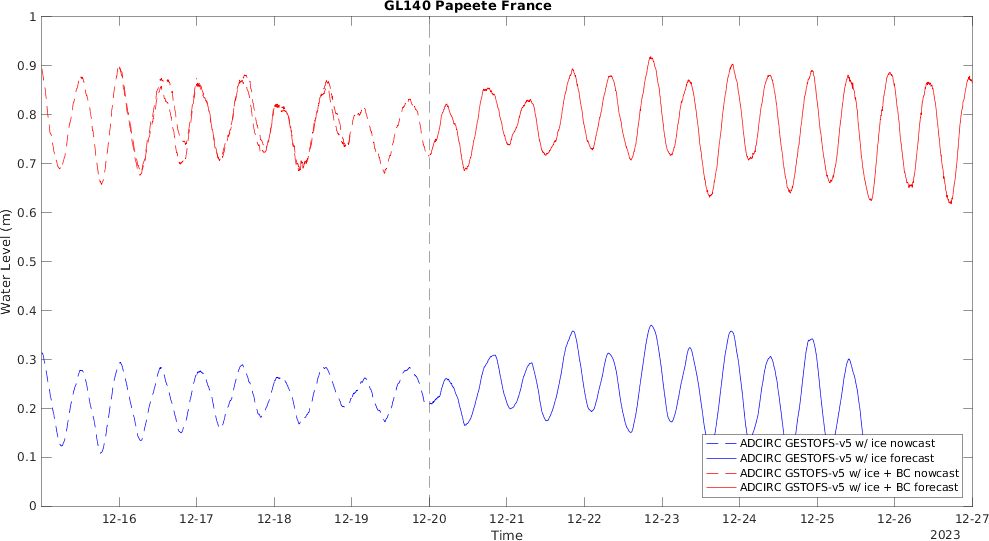 GL140 Papeete France
Water Level (m)
1
0.9
0.8
0.7
0.6
0.5
0.4
0.3
0.2
0.1
0
ADCIRC GESTOFS-v5 w/ ice nowcast
ADCIRC GESTOFS-v5 w/ ice forecast
ADCIRC GSTOFS-v5 w/ ice + BC nowcast
ADCIRC GSTOFS-v5 w/ ice + BC forecast
12-16 12-17 12-18 12-19 12-20 12-21 12-22 12-23 12-24 12-25 12-26 12-27
Time
2023